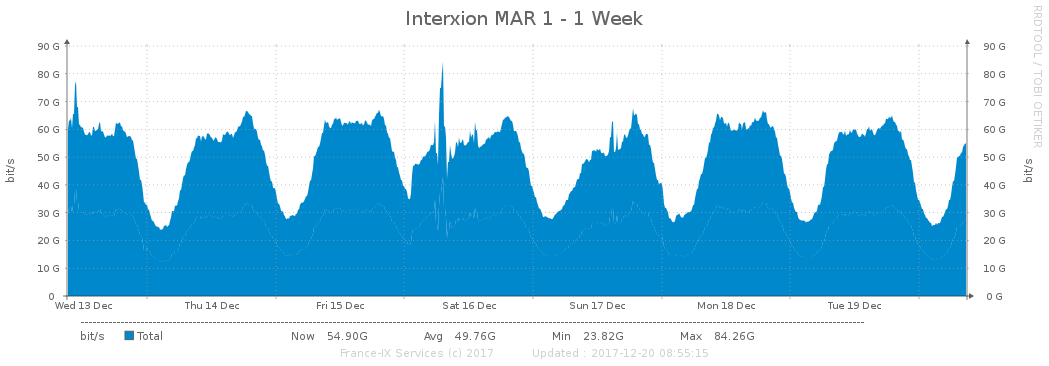 Interxion MAR 1 - 1 Week
RRDTOOL / TOBI OETIKER
90 G 90 G
80 G 80 G
70 G 70 G
60 G 60 G
50 G 50 G
40 G 40 G
30 G 30 G
20 G 20 G
10 G 10 G
0 0 G
bit/s bit/s
Wed 13 Dec Thu 14 Dec Fri 15 Dec Sat 16 Dec Sun 17 Dec Mon 18 Dec Tue 19 Dec
bit/s Total Now 54.90G Avg 49.76G Min 23.82G Max 84.26G
France-IX Services (c) 2017 Updated : 2017-12-20 08:55:15